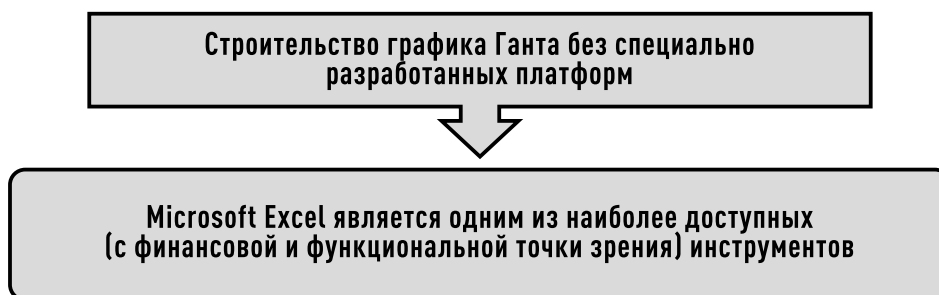 Строительство графика Ганта без специально
разработанных платформ
Microsoft Excel является одним из наиболее доступных
(с финансовой и функциональной точки зрения) инструментов